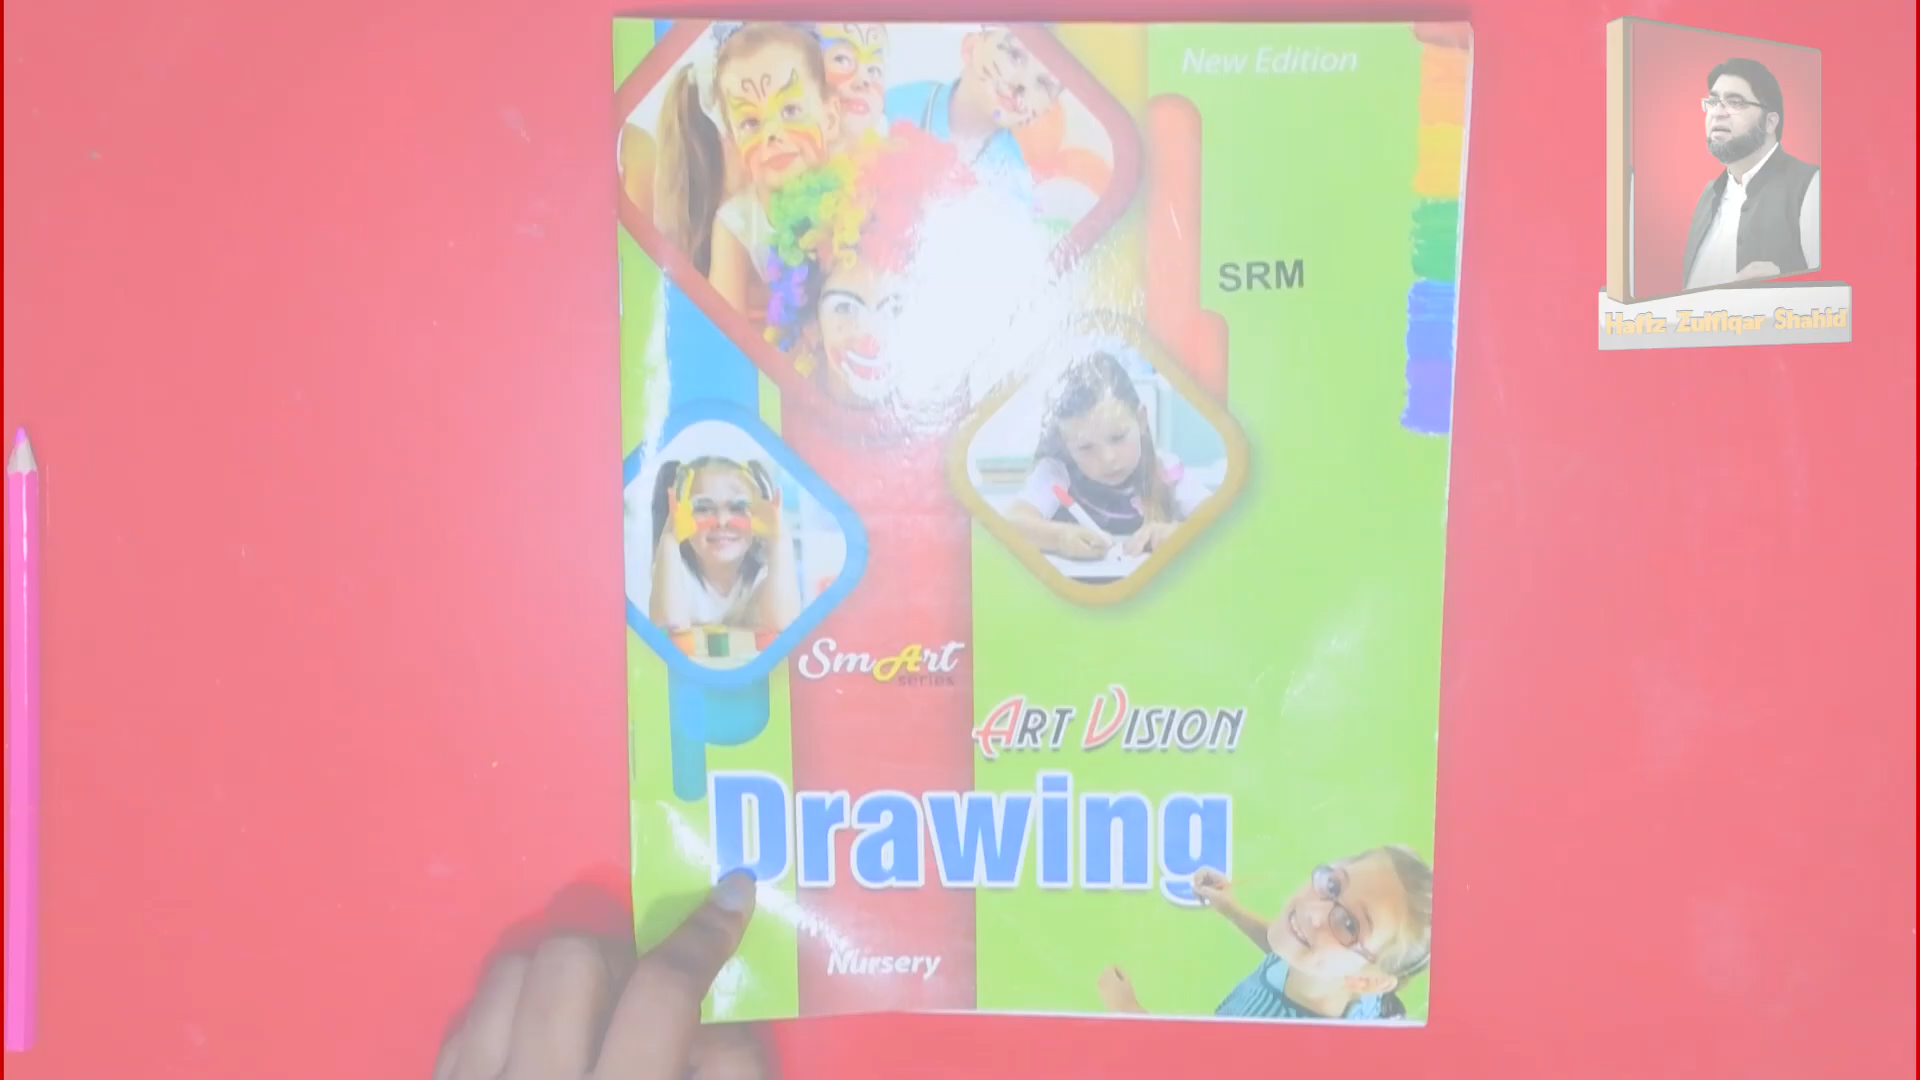 New Edition
SRM
Hafiz Zulfiqar Shahid
SmArt
series
ART VISION
Drawing
Nursery